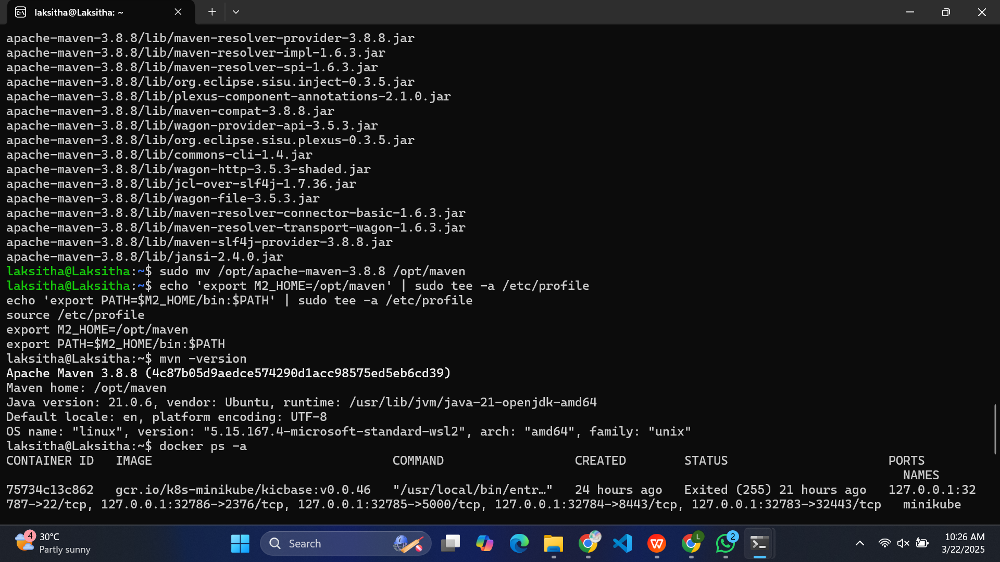 laksitha@Laksitha: ~
apache-maven-3.8.8/lib/maven-resolver-provider-3.8.8.jar
apache-maven-3.8.8/lib/maven-resolver-impl-1.6.3.jar
apache-maven-3.8.8/lib/maven-resolver-spi-1.6.3.jar
apache-maven-3.8.8/lib/org.eclipse.sisu.inject-0.3.5.jar
apache-maven-3.8.8/lib/plexus-component-annotations-2.1.0.jar
apache-maven-3.8.8/lib/maven-compat-3.8.8.jar
apache-maven-3.8.8/lib/wagon-provider-api-3.5.3.jar
apache-maven-3.8.8/lib/org.eclipse.sisu.plexus-0.3.5.jar
apache-maven-3.8.8/lib/commons-cli-1.4.jar
apache-maven-3.8.8/lib/wagon-http-3.5.3-shaded.jar
apache-maven-3.8.8/lib/jcl-over-slf4j-1.7.36.jar
apache-maven-3.8.8/lib/wagon-file-3.5.3.jar
apache-maven-3.8.8/lib/maven-resolver-connector-basic-1.6.3.jar
apache-maven-3.8.8/lib/maven-resolver-transport-wagon-1.6.3.jar
apache-maven-3.8.8/lib/maven-slf4j-provider-3.8.8.jar
apache-maven-3.8.8/lib/jansi-2.4.0.jar
laksitha@Laksitha:~$ sudo mv /opt/apache-maven-3.8.8 /opt/maven
laksitha@Laksitha:~$ echo 'export M2_HOME=/opt/maven' | sudo tee -a /etc/profile
echo 'export PATH=$M2_HOME/bin:$PATH' | sudo tee -a /etc/profile
source /etc/profile
export M2_HOME=/opt/maven
export PATH=$M2_HOME/bin:$PATH
laksitha@Laksitha:~$ mvn -version
Apache Maven 3.8.8 (4c87b05d9aedce574290d1acc98575ed5eb6cd39)
Maven home: /opt/maven
Java version: 21.0.6, vendor: Ubuntu, runtime: /usr/lib/jvm/java-21-openjdk-amd64
Default locale: en, platform encoding: UTF-8
OS name: "linux", version: "5.15.167.4-microsoft-standard-wsl2", arch: "amd64", family: "unix"
laksitha@Laksitha:~$ docker ps -a
CONTAINER ID   IMAGE                                 COMMAND                  CREATED        STATUS                      PORTS
NAMES
75734c13c862   gcr.io/k8s-minikube/kicbase:v0.0.46   "/usr/local/bin/entr…"   24 hours ago   Exited (255) 21 hours ago   127.0.0.1:32
787->22/tcp, 127.0.0.1:32786->2376/tcp, 127.0.0.1:32785->5000/tcp, 127.0.0.1:32784->8443/tcp, 127.0.0.1:32783->32443/tcp   minikube
4
30°C
Partly sunny
Search
L
2
10:26 AM
3/22/2025